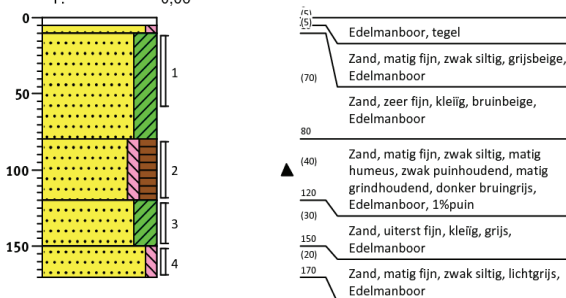 0
50
100
150
1
2
3
4
(5)
Edelmanboor, tegel
Zand, matig fijn, zwak siltig, grijsbeige,
Edelmanboor
(70)
Zand, zeer fijn, kleiïg, bruinbeige,
Edelmanboor
80
(40)
Zand, matig fijn, zwak siltig, matig
humeus, zwak puinhoudend, matig
grindhoudend, donker bruingrijs,
Edelmanboor, 1%puin
120
(30)
Zand, uiterst fijn, kleiïg, grijs,
Edelmanboor
150
(20)
170
Zand, matig fijn, zwak siltig, lichtgrijs,
Edelmanboor